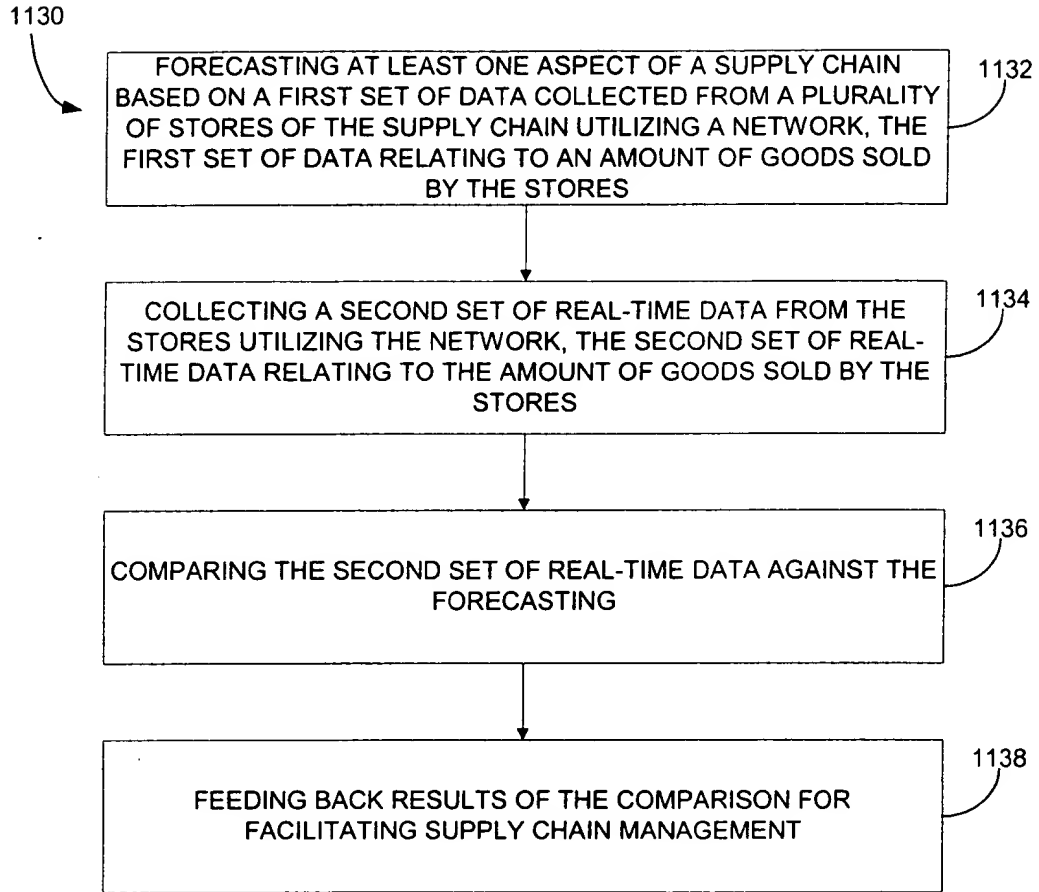 1130
FORECASTING AT LEAST ONE ASPECT OF A SUPPLY CHAIN
BASED ON A FIRST SET OF DATA COLLECTED FROM A PLURALITY
OF STORES OF THE SUPPLY CHAIN UTILIZING A NETWORK, THE
FIRST SET OF DATA RELATING TO AN AMOUNT OF GOODS SOLD
BY THE STORES
1132
COLLECTING A SECOND SET OF REAL-TIME DATA FROM THE
STORES UTILIZING THE NETWORK, THE SECOND SET OF REAL-
TIME DATA RELATING TO THE AMOUNT OF GOODS SOLD BY THE
STORES
1134
COMPARING THE SECOND SET OF REAL-TIME DATA AGAINST THE
FORECASTING
1136
FEEDING BACK RESULTS OF THE COMPARISON FOR
FACILITATING SUPPLY CHAIN MANAGEMENT
1138